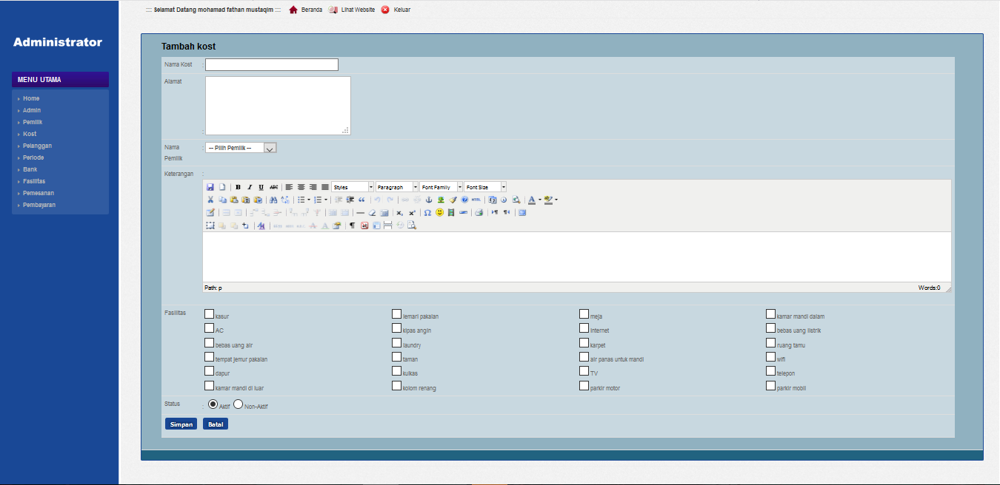 :::: Selamat Datang mohamad fathan mustaqim :::: Beranda Lihat Website Keluar
Administrator
MENU UTAMA
Home
Admin
Pemilik
Kost
Pelanggan
Periode
Bank
Fasilitas
Pemesanan
Pembayaran
Tambah kost
Nama Kost :
Alamat :
Nama Pemilik : -- Pilih Pemilik --
Keterangan :
B I U ABC Styles Paragraph Font Family Font Size
HTML
Path: p Words:0
Fasilitas
kasur lemari pakaian meja kamar mandi dalam
AC kipas angin internet bebas uang listrik
bebas uang air laundry karpet ruang tamu
tempat jemur pakaian taman air panas untuk mandi wifi
dapur kulkas TV telepon
kamar mandi di luar kolom renang parkir motor parkir mobil
Status : Aktif Non-Aktif
Simpan Batal